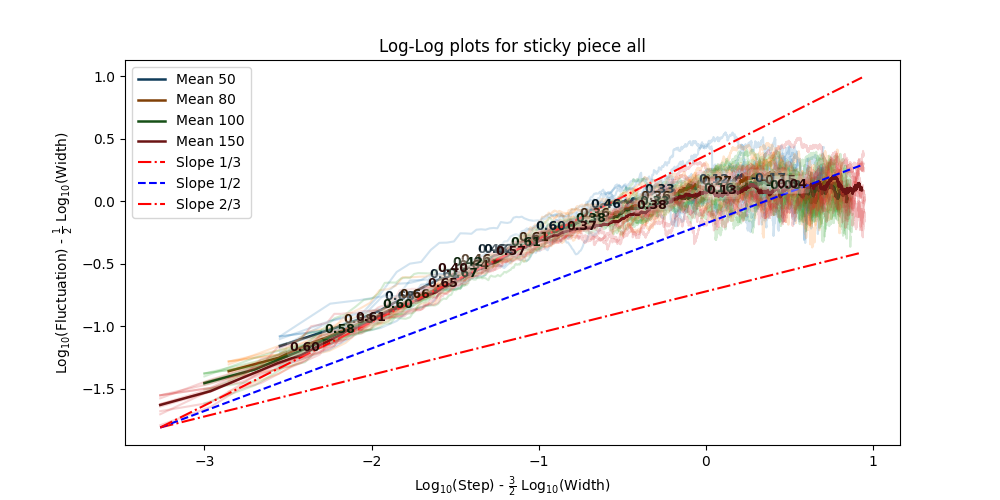 Log-Log plots for sticky piece all
Log10(Fluctuation) - 1/2 Log10(Width)
1.0
0.5
0.0
−0.5
−1.0
−1.5
Mean 50
Mean 80
Mean 100
Mean 150
Slope 1/3
Slope 1/2
Slope 2/3
0.33
0.46
0.38
0.13
0.04
0.60
0.37
0.61
0.57
0.65
0.66
0.60
0.61
0.58
0.60
−3
−2
−1
0
1
Log10(Step) - 3/2 Log10(Width)